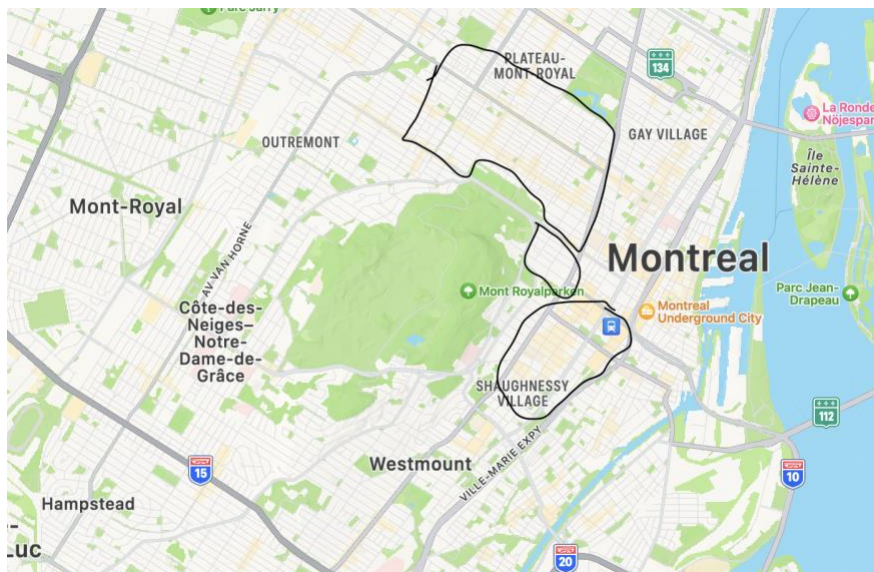 Parc Jarry
PLATEAU-
MONT-ROYAL
134
La Ronde
Nöjespar
GAY VILLAGE
OUTREMONT
Île
Sainte-
Hélène
Mont-Royal
AV VAN HORNE
Montreal
Mont Royalparken
Parc Jean-
Drapeau
Montreal
Underground City
Côte-des-
Neiges–
Notre-
Dame-de-
Grâce
SHAUGHNESSY
VILLAGE
112
Westmount
VILLE-MARIE EXPY
15
10
Hampstead
Luc
20